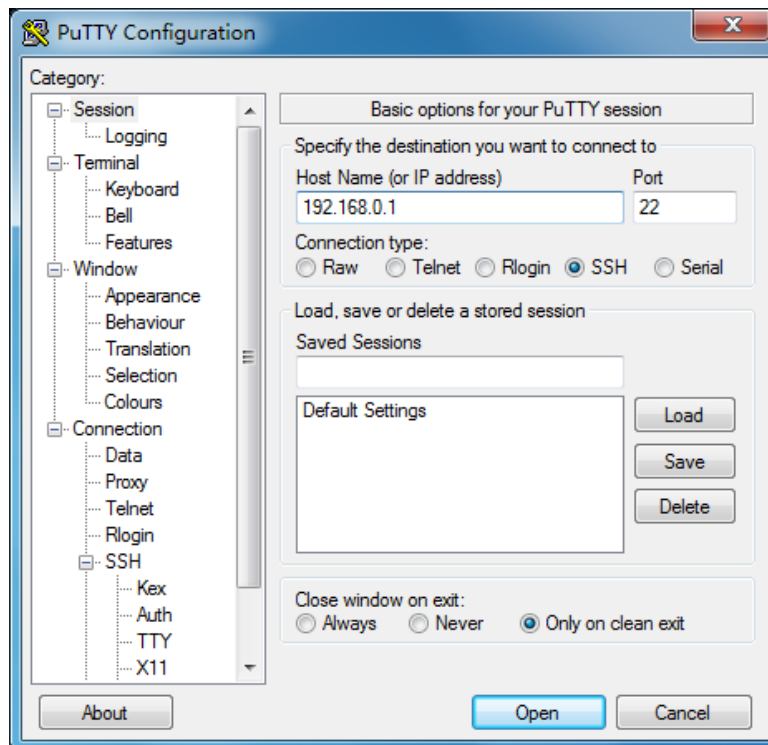 PuTTY Configuration
Category:
Session
Logging
Terminal
Keyboard
Bell
Features
Window
Appearance
Behaviour
Translation
Selection
Colours
Connection
Data
Proxy
Telnet
Rlogin
SSH
Kex
Auth
TTY
X11
Basic options for your PuTTY session
Specify the destination you want to connect to
Host Name (or IP address) Port
192.168.0.1 22
Connection type:
Raw Telnet Rlogin SSH Serial
Load, save or delete a stored session
Saved Sessions
Default Settings
Load
Save
Delete
Close window on exit:
Always Never Only on clean exit
About Open Cancel